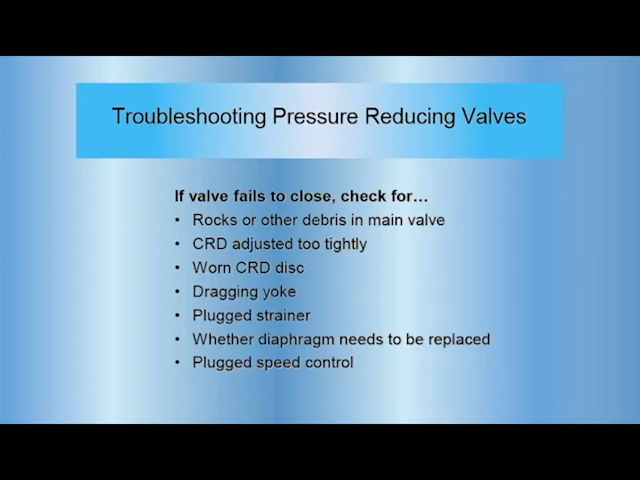 Troubleshooting Pressure Reducing Valves
If valve fails to close, check for...
• Rocks or other debris in main valve
• CRD adjusted too tightly
• Worn CRD disc
• Dragging yoke
• Plugged strainer
• Whether diaphragm needs to be replaced
• Plugged speed control